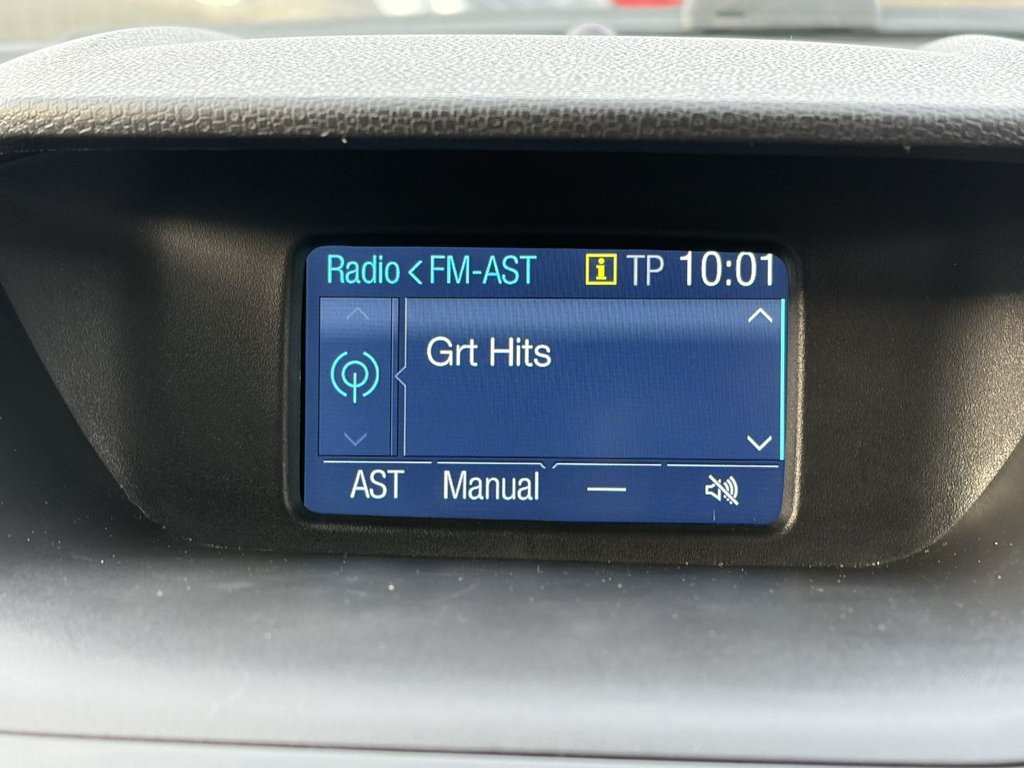 Radio < FM-AST i TP 10:01
Grt Hits
AST Manual —